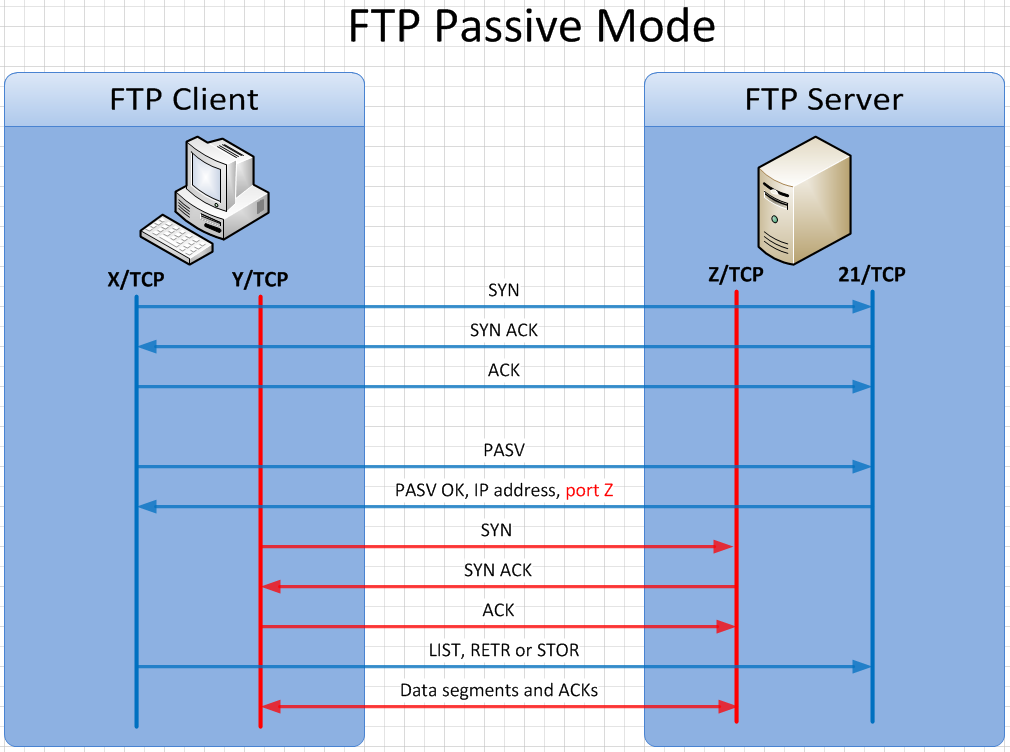 FTP Passive Mode
FTP Client
FTP Server
X/TCP
Y/TCP
Z/TCP
21/TCP
SYN
SYN ACK
ACK
PASV
PASV OK, IP address, port Z
SYN
SYN ACK
ACK
LIST, RETR or STOR
Data segments and ACKs